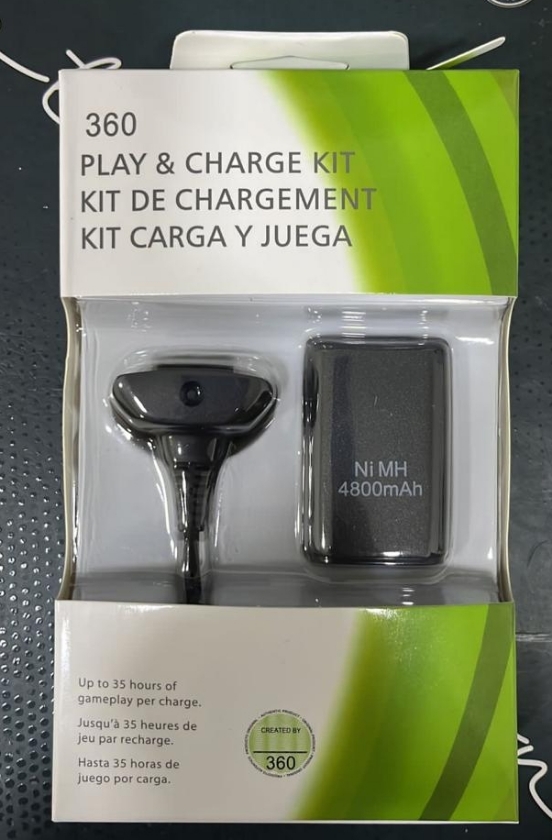 360
PLAY & CHARGE KIT
KIT DE CHARGEMENT
KIT CARGA Y JUEGA
Ni MH
4800mAh
Up to 35 hours of
gameplay per charge.
Jusqu'à 35 heures de
jeu par recharge.
Hasta 35 horas de
juego por carga.
CREATED BY
360